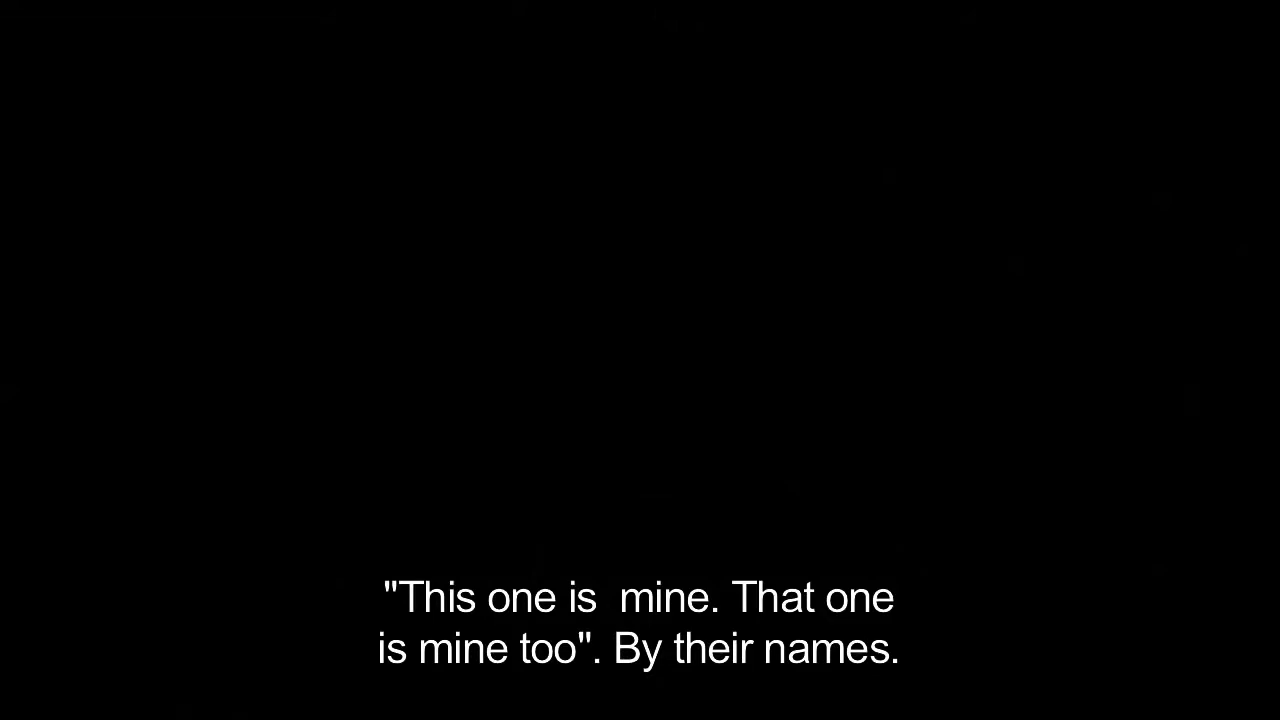 "This one is  mine. That one
is mine too". By their names.